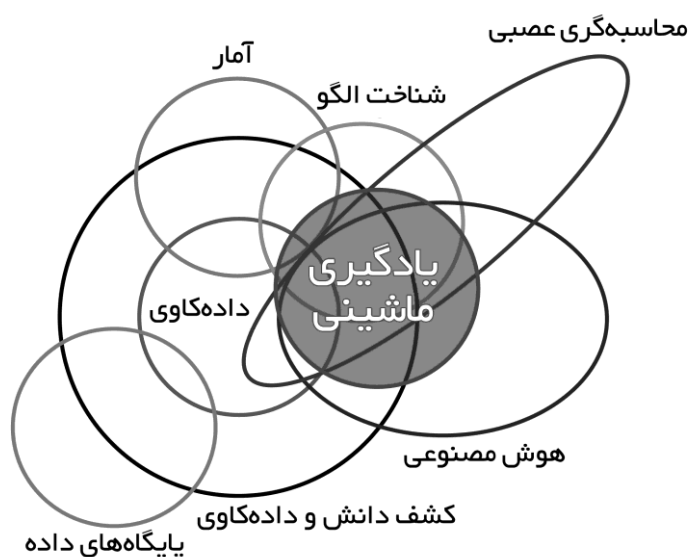 محاسبه‌گری عصبی
آمار
شناخت الگو
یادگیری
ماشینی
داده‌کاوی
هوش مصنوعی
کشف دانش و داده‌کاوی
پایگاه‌های داده